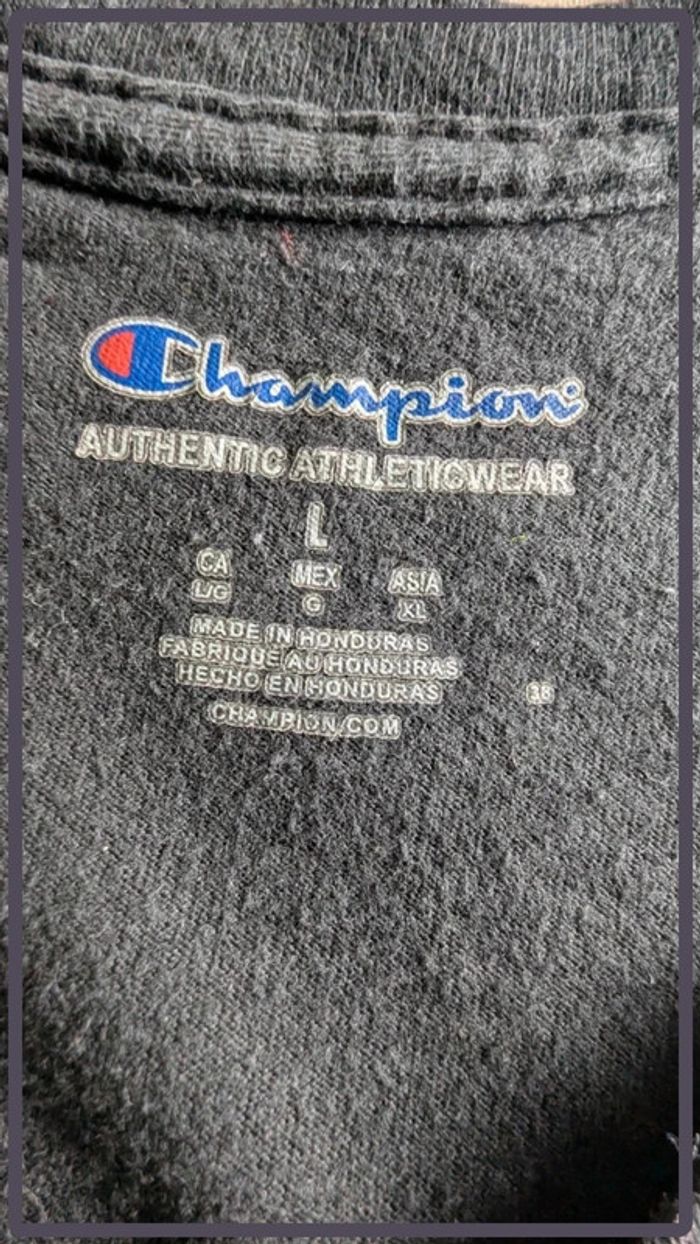 Champion
AUTHENTIC ATHLETICWEAR
L
CA MEX ASIA
L/G G XL
MADE IN HONDURAS
FABRIQUE AU HONDURAS
HECHO EN HONDURAS
38
CHAMPION.COM